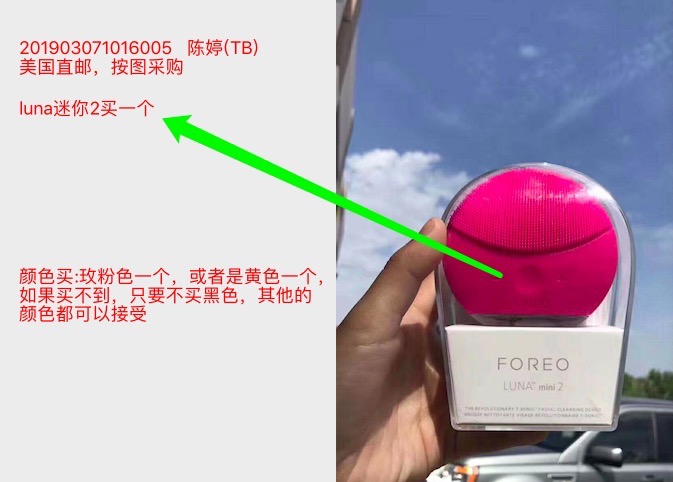 201903071016005 陈婷(TB)
美国直邮，按图采购
luna迷你2买一个
颜色买:玫粉色一个，或者是黄色一个，
如果买不到，只要不买黑色，其他的
颜色都可以接受
FOREO
LUNA™ mini 2
THE REVOLUTIONARY T-SONIC™ FACIAL CLEANSING DEVICE